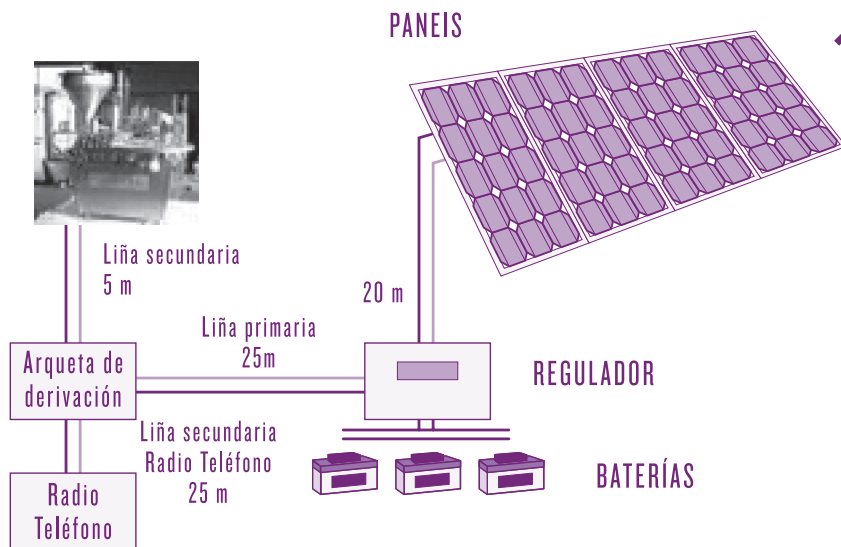 PANEÍS
Liña secundaria
5 m
20 m
Liña primaria
25m
Arqueta de
derivación
REGULADOR
Liña secundaria
Radio Teléfono
25 m
BATERÍAS
Radio
Teléfono